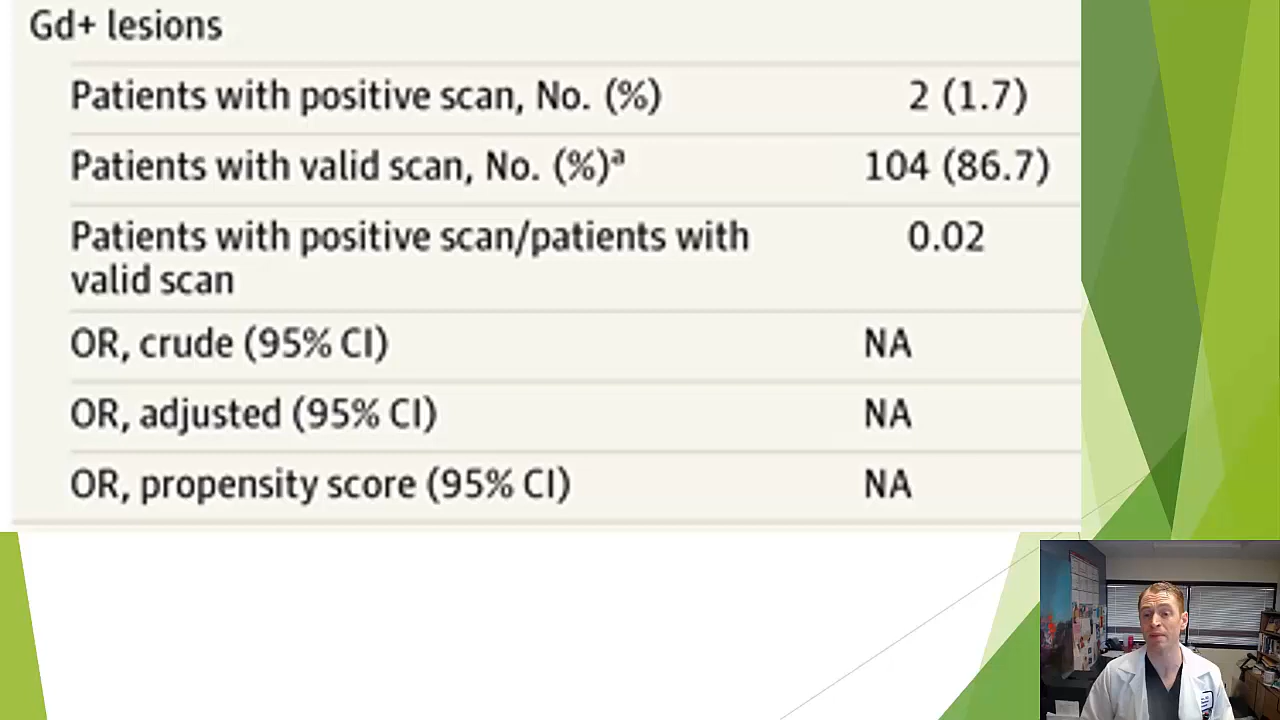 Gd+ lesions
Patients with positive scan, No. (%) 2 (1.7)
Patients with valid scan, No. (%)ᵃ 104 (86.7)
Patients with positive scan/patients with 0.02
valid scan
OR, crude (95% CI) NA
OR, adjusted (95% CI) NA
OR, propensity score (95% CI) NA